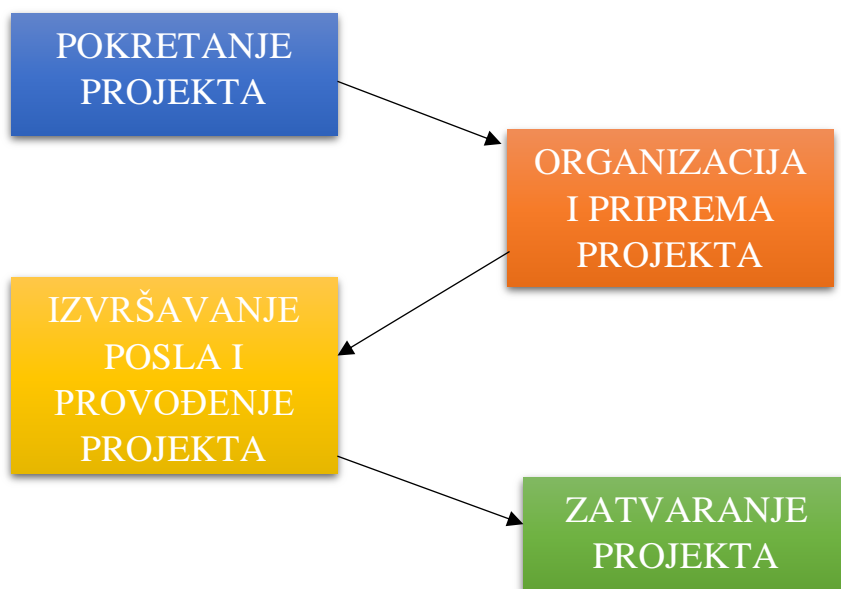 POKRETANJE
PROJEKTA
ORGANIZACIJA
I PRIPREMA
PROJEKTA
IZVRŠAVANJE
POSLA I
PROVOĐENJE
PROJEKTA
ZATVARANJE
PROJEKTA